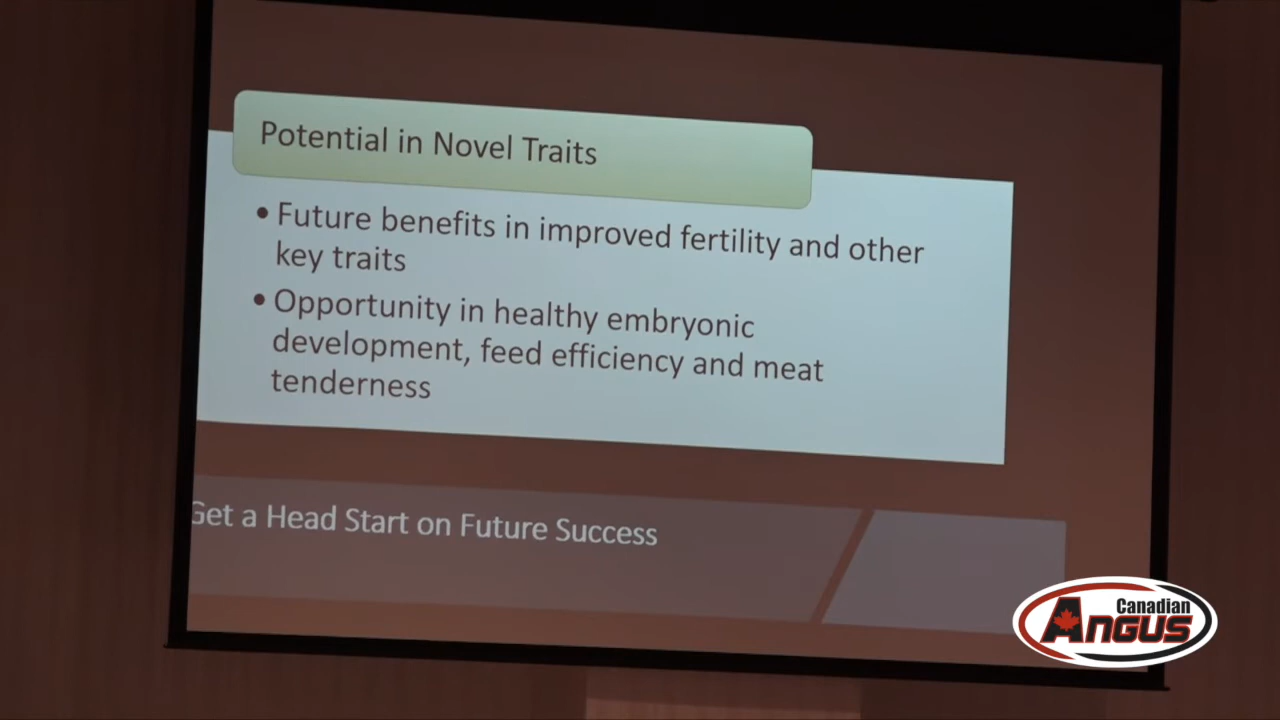 Potential in Novel Traits
• Future benefits in improved fertility and other
key traits
• Opportunity in healthy embryonic
development, feed efficiency and meat
tenderness
Get a Head Start on Future Success
Canadian
ANGUS